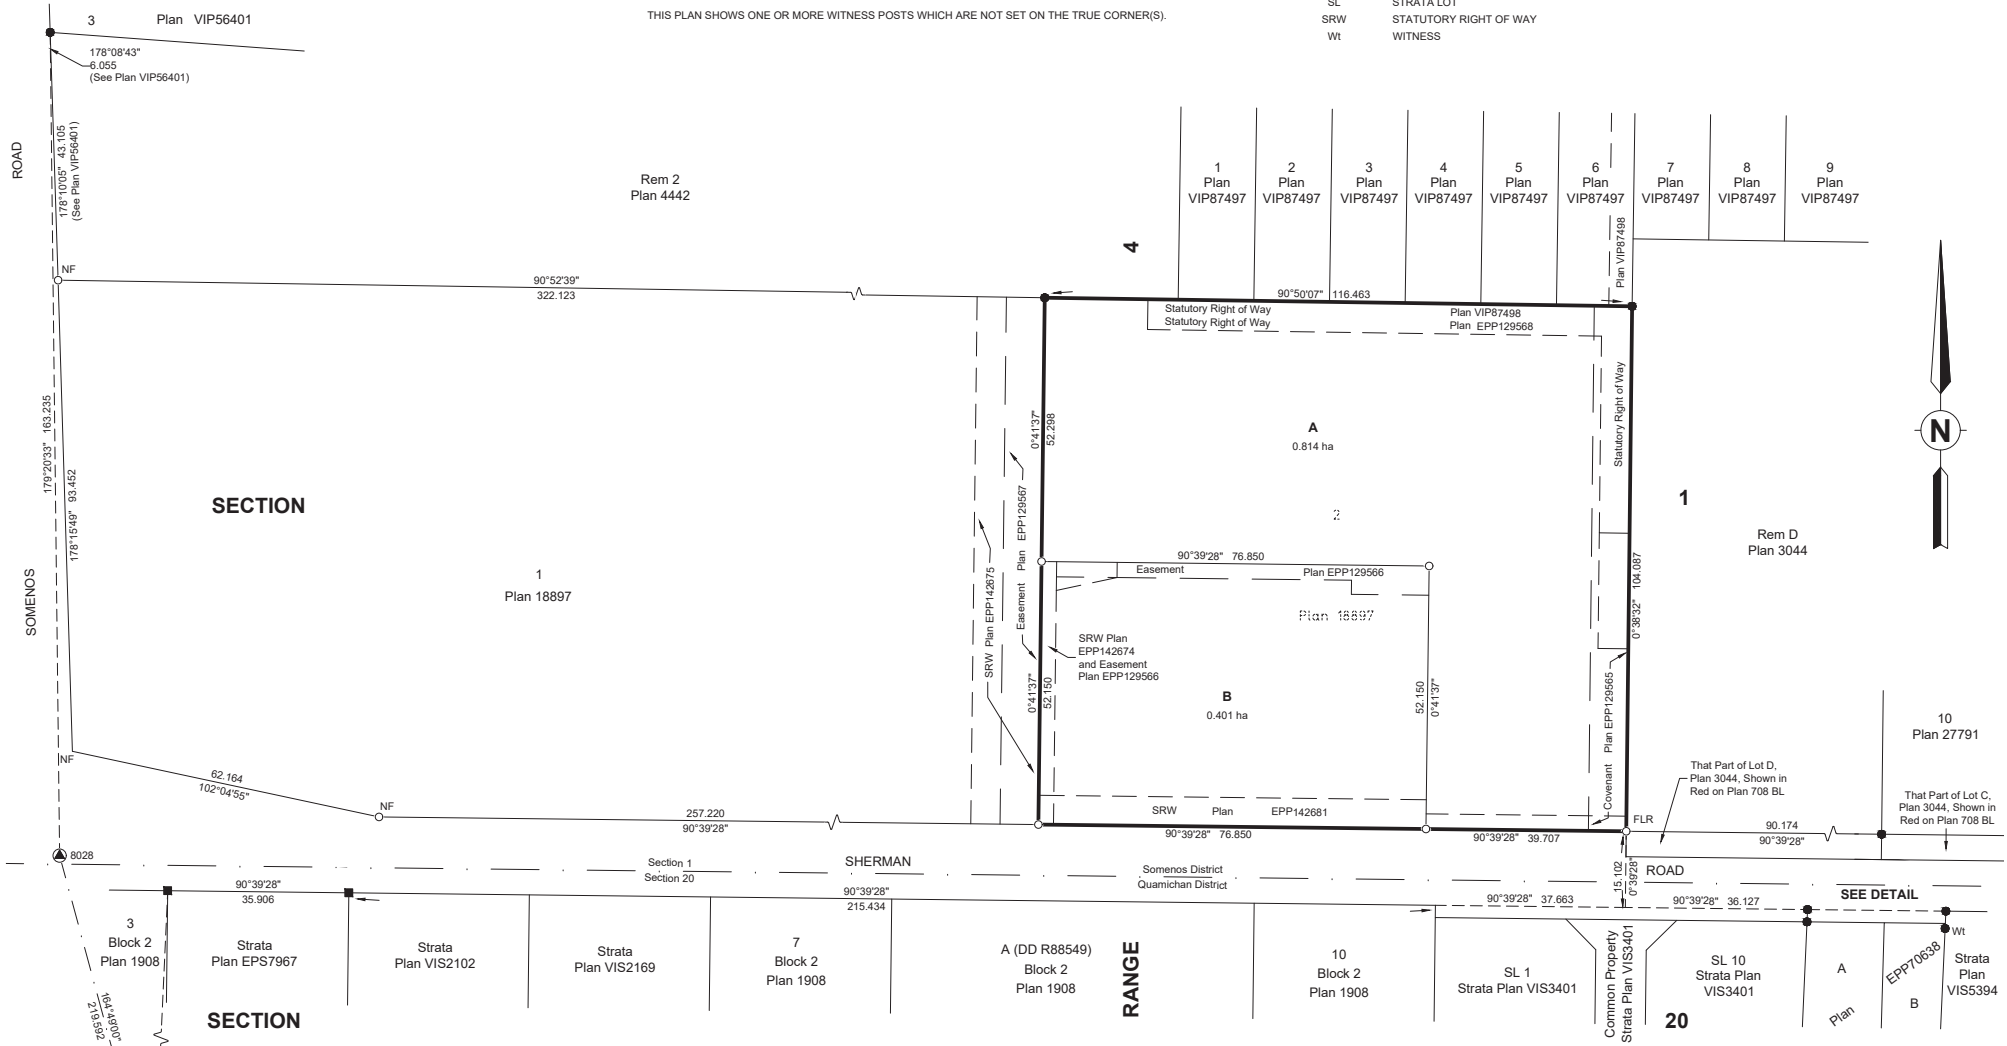 3 Plan VIP56401
178°08'43"
6.055
(See Plan VIP56401)
THIS PLAN SHOWS ONE OR MORE WITNESS POSTS WHICH ARE NOT SET ON THE TRUE CORNER(S).
SL STRATA LOT
SRW STATUTORY RIGHT OF WAY
Wt WITNESS
ROAD
178°10'05" 43.105
(See Plan VIP56401)
Rem 2
Plan 4442
4
1
Plan
VIP87497
2
Plan
VIP87497
3
Plan
VIP87497
4
Plan
VIP87497
5
Plan
VIP87497
6
Plan
VIP87497
7
Plan
VIP87497
8
Plan
VIP87497
9
Plan
VIP87497
Plan VIP87498
NF
90°52'39"
322.123
90°50'07" 116.463
Statutory Right of Way Plan VIP87498
Statutory Right of Way Plan EPP129568
Statutory Right of Way
N
179°20'33" 163.235
178°15'49" 93.452
SECTION
SOMENOS
1
Plan 18897
SRW Plan EPP142675
Easement Plan EPP129567
0°41'37"
52.298
A
0.814 ha
2
1
Rem D
Plan 3044
0°38'32" 104.087
90°39'28" 76.850
Easement Plan EPP129566
Plan 18897
SRW Plan
EPP142674
and Easement
Plan EPP129566
0°41'37"
52.150
B
0.401 ha
52.150
0°41'37"
Covenant Plan EPP129565
10
Plan 27791
That Part of Lot D,
Plan 3044, Shown in
Red on Plan 708 BL
That Part of Lot C,
Plan 3044, Shown in
Red on Plan 708 BL
NF
62.164
102°04'55"
NF
257.220
90°39'28"
SRW Plan EPP142681
90°39'28" 76.850
90°39'28" 39.707
FLR
90.174
90°39'28"
8028
Section 1
Section 20
SHERMAN
Somenos District
Quamichan District
15.102
0°39'28"
ROAD
SEE DETAIL
90°39'28"
35.906
90°39'28"
215.434
90°39'28" 37.663
90°39'28" 36.127
Wt
3
Block 2
Plan 1908
Strata
Plan EPS7967
Strata
Plan VIS2102
Strata
Plan VIS2169
7
Block 2
Plan 1908
A (DD R88549)
Block 2
Plan 1908
RANGE
10
Block 2
Plan 1908
SL 1
Strata Plan VIS3401
Common Property
Strata Plan VIS3401
SL 10
Strata Plan
VIS3401
A
Plan
EPP70638
B
Strata
Plan
VIS5394
164°49'00"
219.592
SECTION
20